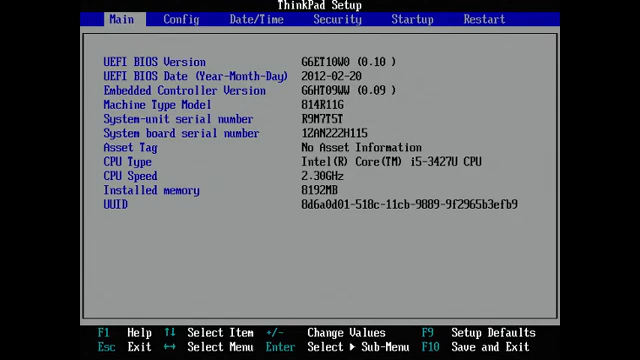 ThinkPad Setup
Main Config Date/Time Security Startup Restart
UEFI BIOS Version G6ET10W0 (0.10 )
UEFI BIOS Date (Year-Month-Day) 2012-02-20
Embedded Controller Version G6HT09WW (0.09 )
Machine Type Model 814R11G
System-unit serial number R9M7T5T
System board serial number 1ZAN222H115
Asset Tag No Asset Information
CPU Type Intel(R) Core(TM) i5-3427U CPU
CPU Speed 2.30GHz
Installed memory 8192MB
UUID 8d6a0d01-518c-11cb-9889-9f2965b3efb9
F1 Help ↑↓ Select Item +/- Change Values F9 Setup Defaults
Esc Exit ↔ Select Menu Enter Select ▶ Sub-Menu F10 Save and Exit